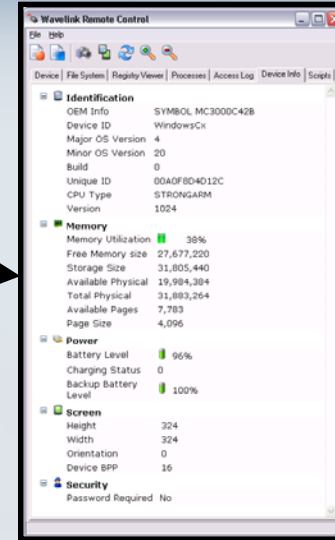 Wavelink Remote Control
File Help
Device File System Registry Viewer Processes Access Log Device Info Scripts
Identification
OEM Info SYMBOL MC3000C42B
Device ID WindowsCx
Major OS Version 4
Minor OS Version 20
Build 0
Unique ID 00A0F8D4D12C
CPU Type STRONGARM
Version 1024
Memory
Memory Utilization 38%
Free Memory size 27,677,220
Storage Size 31,805,440
Available Physical 19,984,384
Total Physical 31,883,264
Available Pages 7,783
Page Size 4,096
Power
Battery Level 96%
Charging Status 0
Backup Battery
Level 100%
Screen
Height 324
Width 324
Orientation 0
Device BPP 16
Security
Password Required No